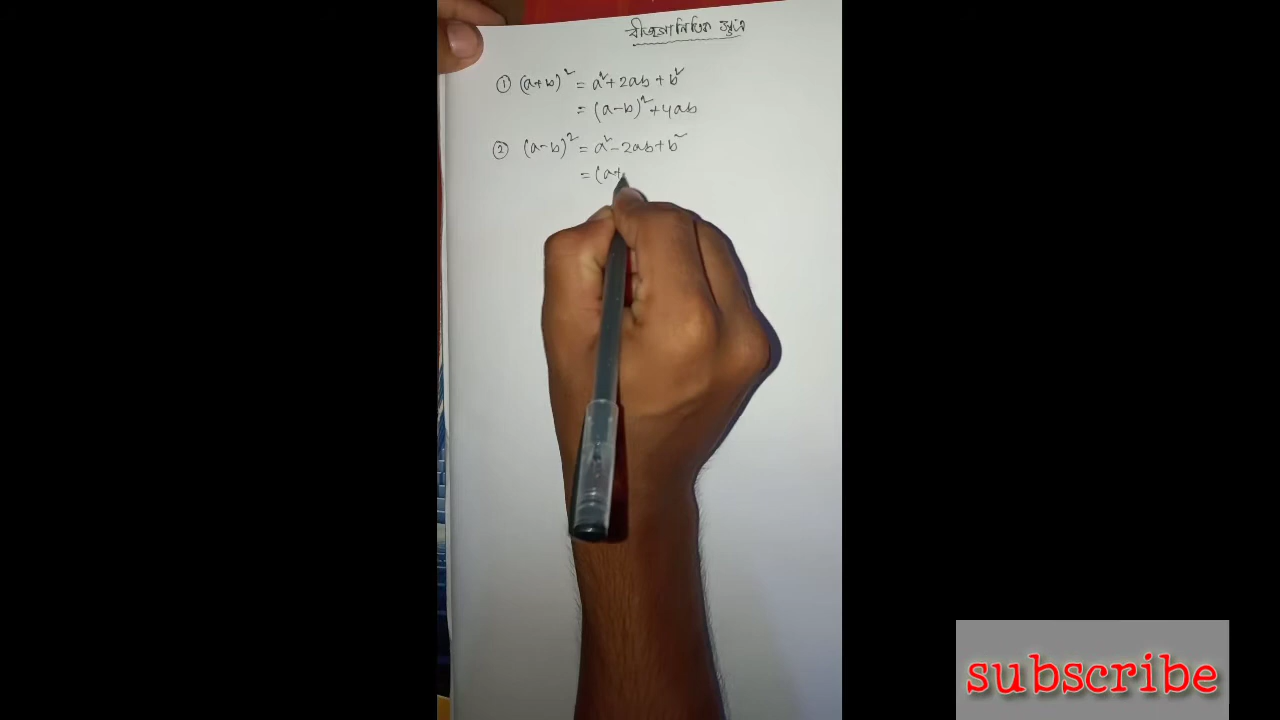 বীজগানিতিক সুত্র
① (a+b)² = a²+2ab+b²
= (a-b)²+4ab
② (a-b)² = a²-2ab+b²
= (a+
subscribe